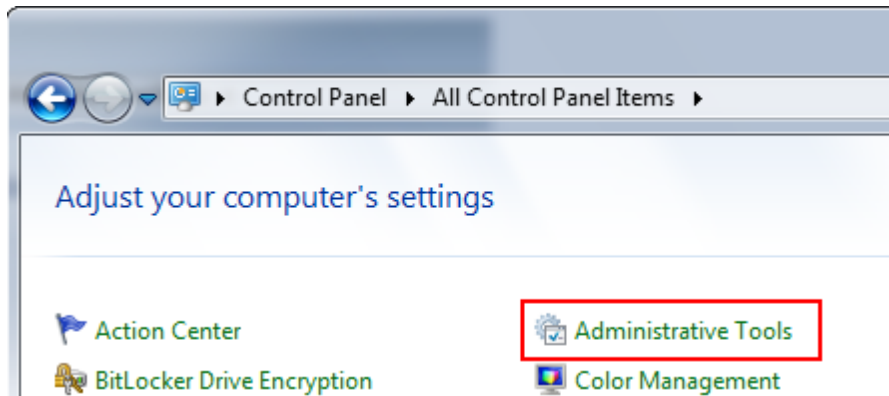 Control Panel All Control Panel Items
Adjust your computer's settings
Action Center Administrative Tools
BitLocker Drive Encryption Color Management